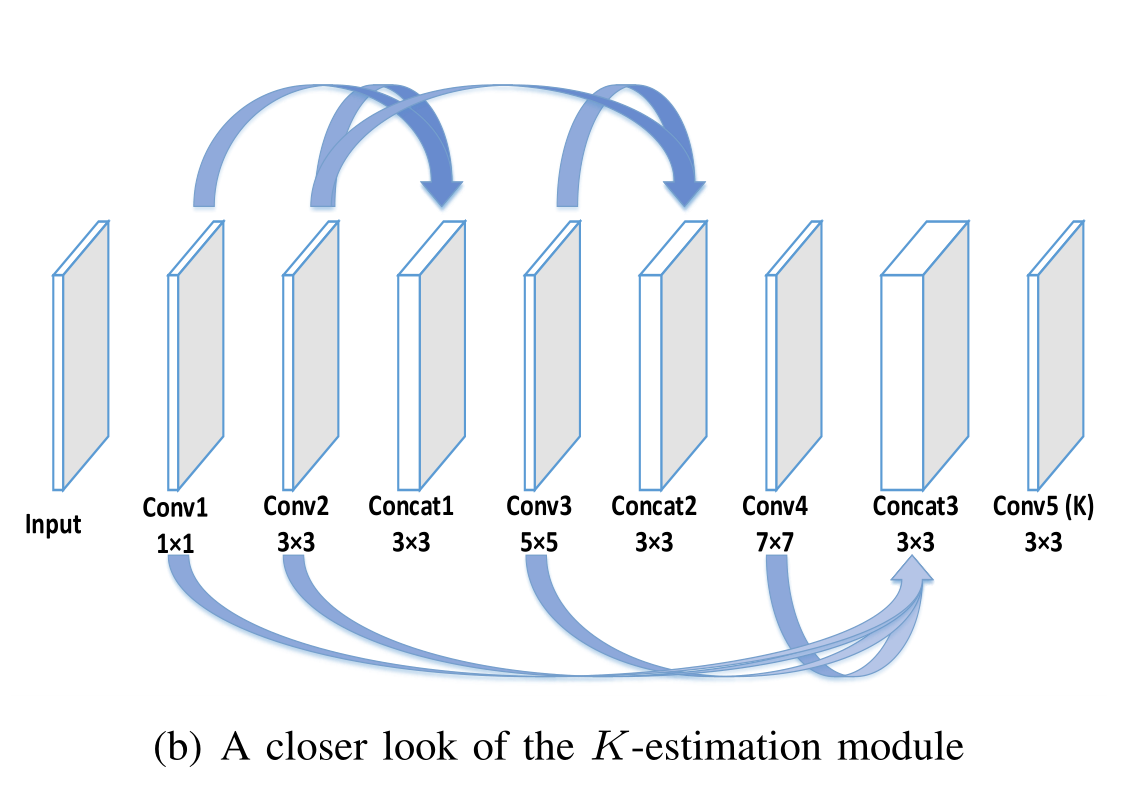 Input
Conv1
1×1
Conv2
3×3
Concat1
3×3
Conv3
5×5
Concat2
3×3
Conv4
7×7
Concat3
3×3
Conv5 (K)
3×3
(b) A closer look of the K-estimation module